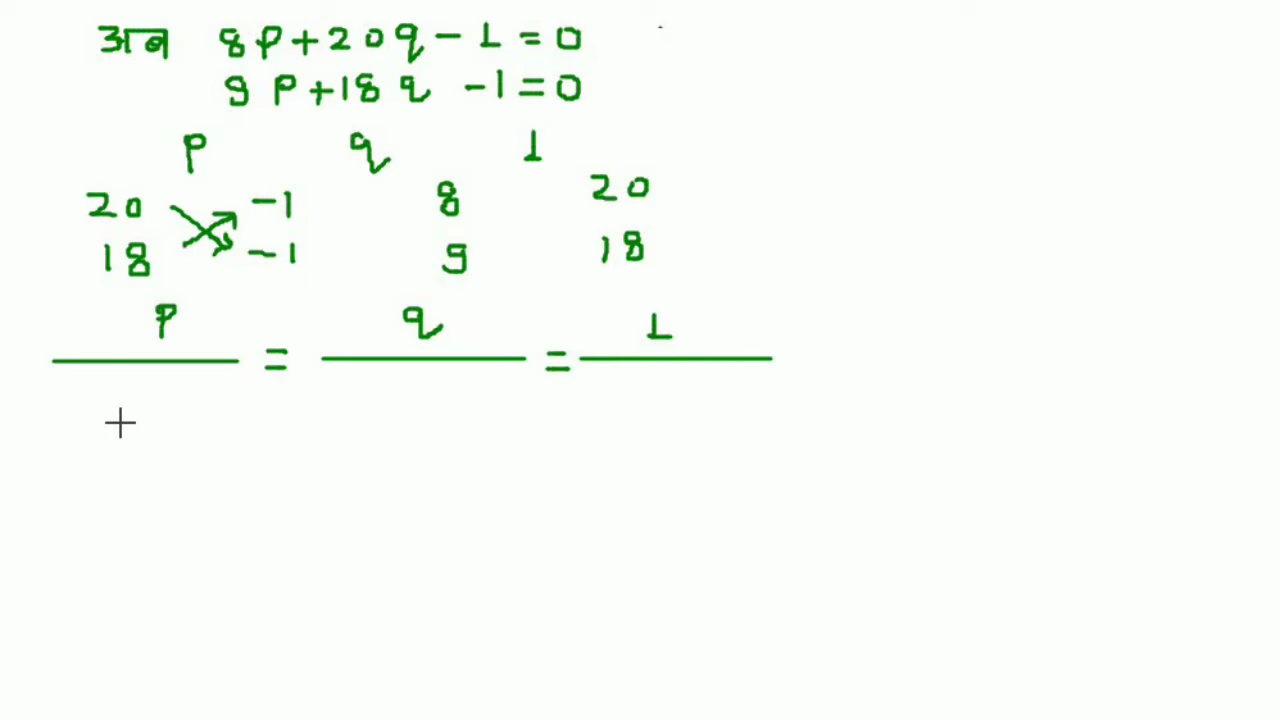 अब 8p+20q-1=0
9p+18q-1=0
p q 1
20 -1 8 20
18 -1 9 18
p = q = 1